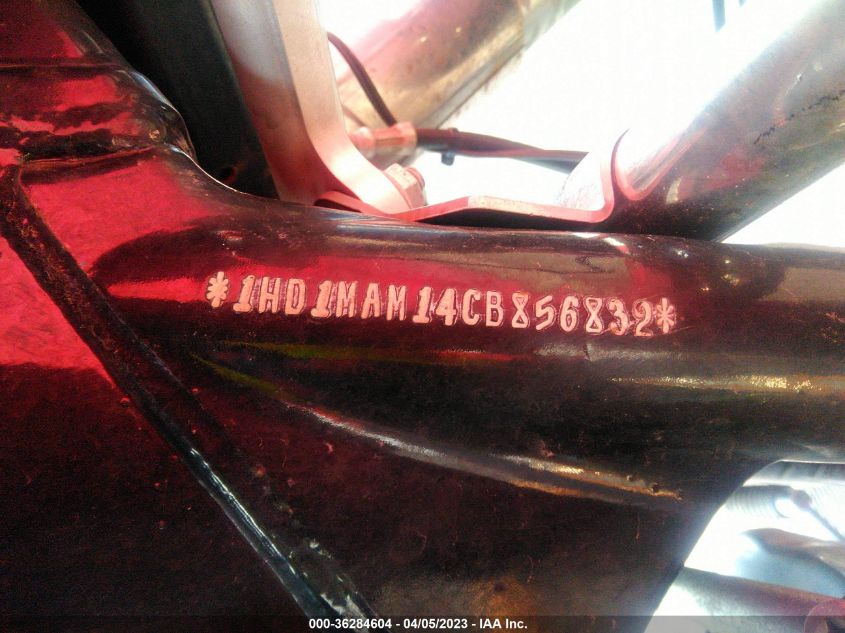 *1HD1MAM14CB856832*
000-36284604 - 04/05/2023 - IAA Inc.